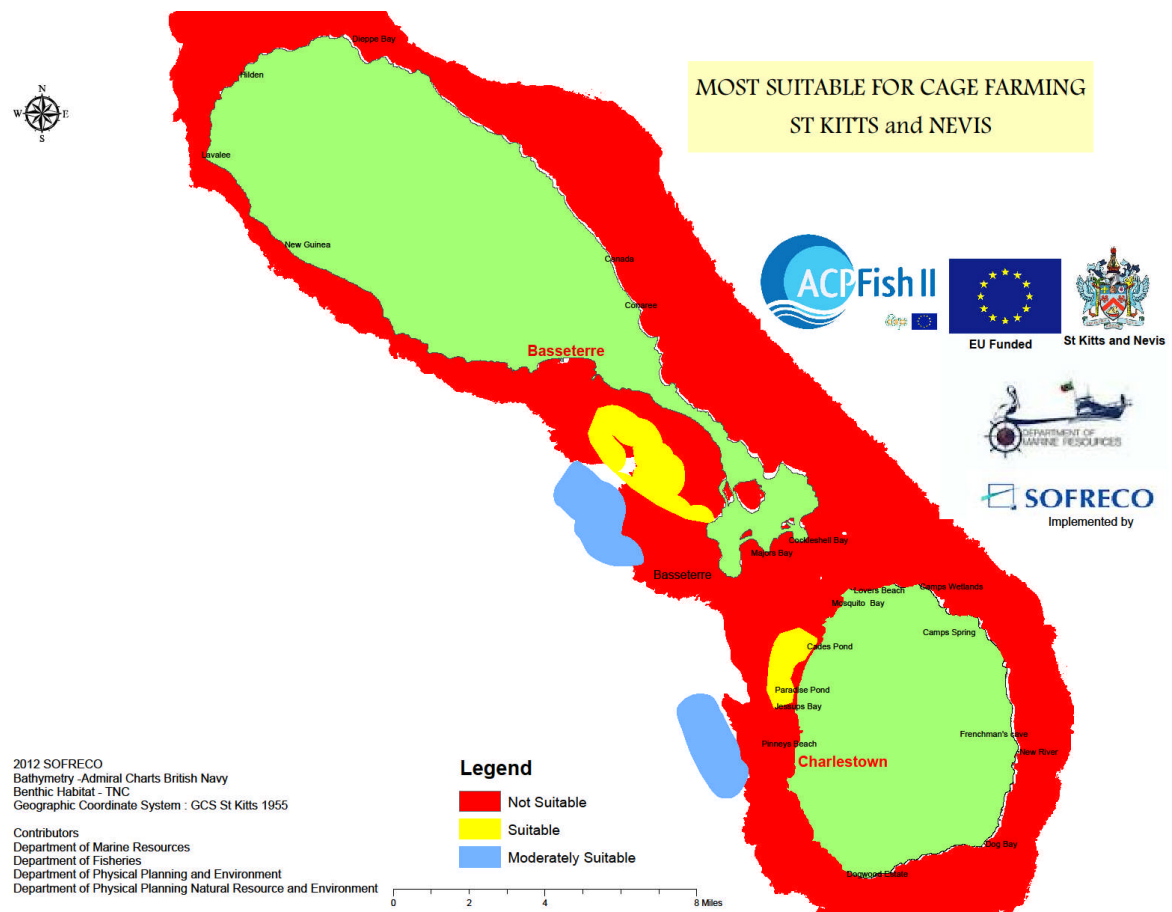 MOST SUITABLE FOR CAGE FARMING
ST KITTS and NEVIS
N
W
E
S
Dieppe Bay
Hilden
Lavalee
New Guinea
Canada
Conaree
Basseterre
ACPFish II
EU Funded
St Kitts and Nevis
DEPARTMENT OF
MARINE RESOURCES
SOFRECO
Implemented by
Cockleshell Bay
Majors Bay
Basseterre
Lovers Beach
Camps Wetlands
Mosquito Bay
Camps Spring
Cades Pond
Paradise Pond
Jessups Bay
Pinneys Beach
Frenchman's cave
New River
Charlestown
Dog Bay
Dogwood Estate
2012 SOFRECO
Bathymetry -Admiral Charts British Navy
Benthic Habitat - TNC
Geographic Coordinate System : GCS St Kitts 1955
Contributors
Department of Marine Resources
Department of Fisheries
Department of Physical Planning and Environment
Department of Physical Planning Natural Resource and Environment
Legend
Not Suitable
Suitable
Moderately Suitable
0 2 4 8 Miles